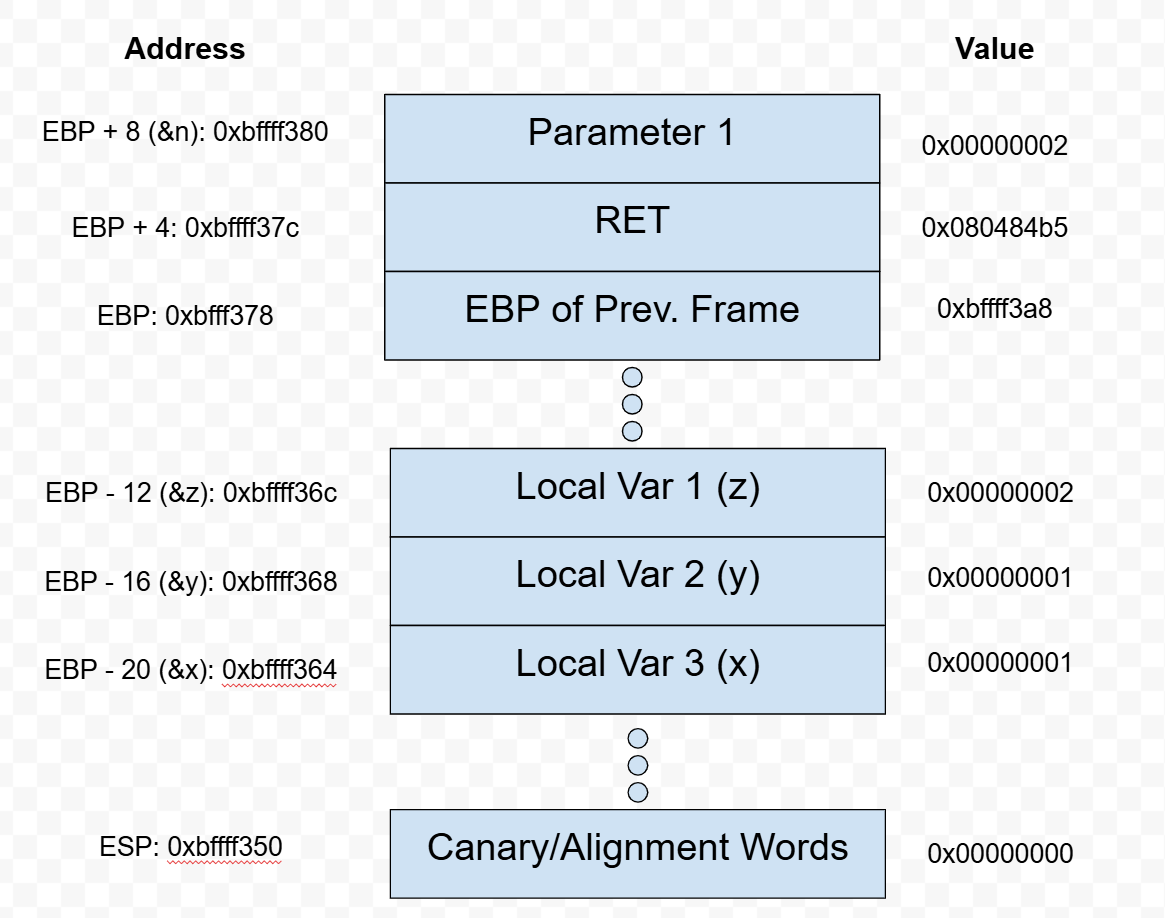 Address Value
EBP + 8 (&n): 0xbffff380 Parameter 1 0x00000002
EBP + 4: 0xbffff37c RET 0x080484b5
EBP: 0xbfff378 EBP of Prev. Frame 0xbffff3a8
EBP - 12 (&z): 0xbffff36c Local Var 1 (z) 0x00000002
EBP - 16 (&y): 0xbffff368 Local Var 2 (y) 0x00000001
EBP - 20 (&x): 0xbffff364 Local Var 3 (x) 0x00000001
ESP: 0xbffff350 Canary/Alignment Words 0x00000000